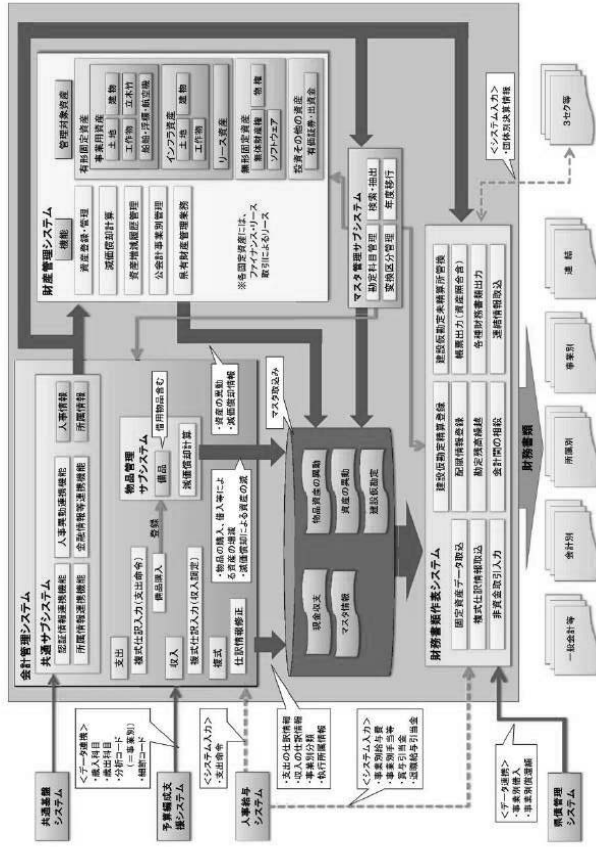 共通基盤
システム
予算編成支
援システム
人事給与
システム
県債管理
システム
<データ連携>
・歳入科目
・歳出科目
・分析コード
(=事業別)
・細節コード
<システム入力>
・支出命令
・支出の仕訳情報
・収入の仕訳情報
・事業別分類
・執行所属情報
<システム入力>
・事業別給与費
・事業別手当等
・賞与引当金
・退職給与引当金
<データ連携>
・事業別借入
・事業別償還額
会計管理システム
共通サブシステム
認証情報連携機能
人事異動連携機能
人事情報
所属情報連携機能
金融情報等連携機能
所属情報
支出
複式仕訳入力(支出命令)
収入
複式仕訳入力(収入調定)
複式
仕訳情報修正
備品購入
登録
物品管理
サブシステム
備品
借用物品含む
減価償却計算
・物品の購入、借入等によ
る資産の増減
・減価償却による資産の減
・資産の異動
・減価償却情報
マスタ取込み
現金収支
マスタ情報
物品資産の異動
資産の異動
建設仮勘定
財産管理システム
機能
資産登録・管理
減価償却計算
資産増減履歴管理
公会計事業別管理
県有財産管理業務
※各固定資産には、
ファイナンス・リース
取引によるリース
管理対象資産
有形固定資産
事業用資産
土地
建物
工作物
立木竹
船舶・浮標・航空機
インフラ資産
土地
建物
工作物
リース資産
無形固定資産
無体財産権
物権
ソフトウェア
投資その他の資産
有価証券・出資金
マスタ管理サブシステム
勘定科目管理
検索・抽出
変換区分管理
年度移行
財務書類作表システム
固定資産データ取込
建設仮勘定精算登録
建設仮勘定未精算所管換
複式仕訳情報取込
配賦情報登録
帳票出力(資産照合含)
非資金取引入力
勘定残高繰越
各種財務書類出力
会計間の相殺
連結情報取込
<システム入力>
・団体別決算情報
財務書類
一般会計等
会計別
所属別
事業別
連結
3セク等